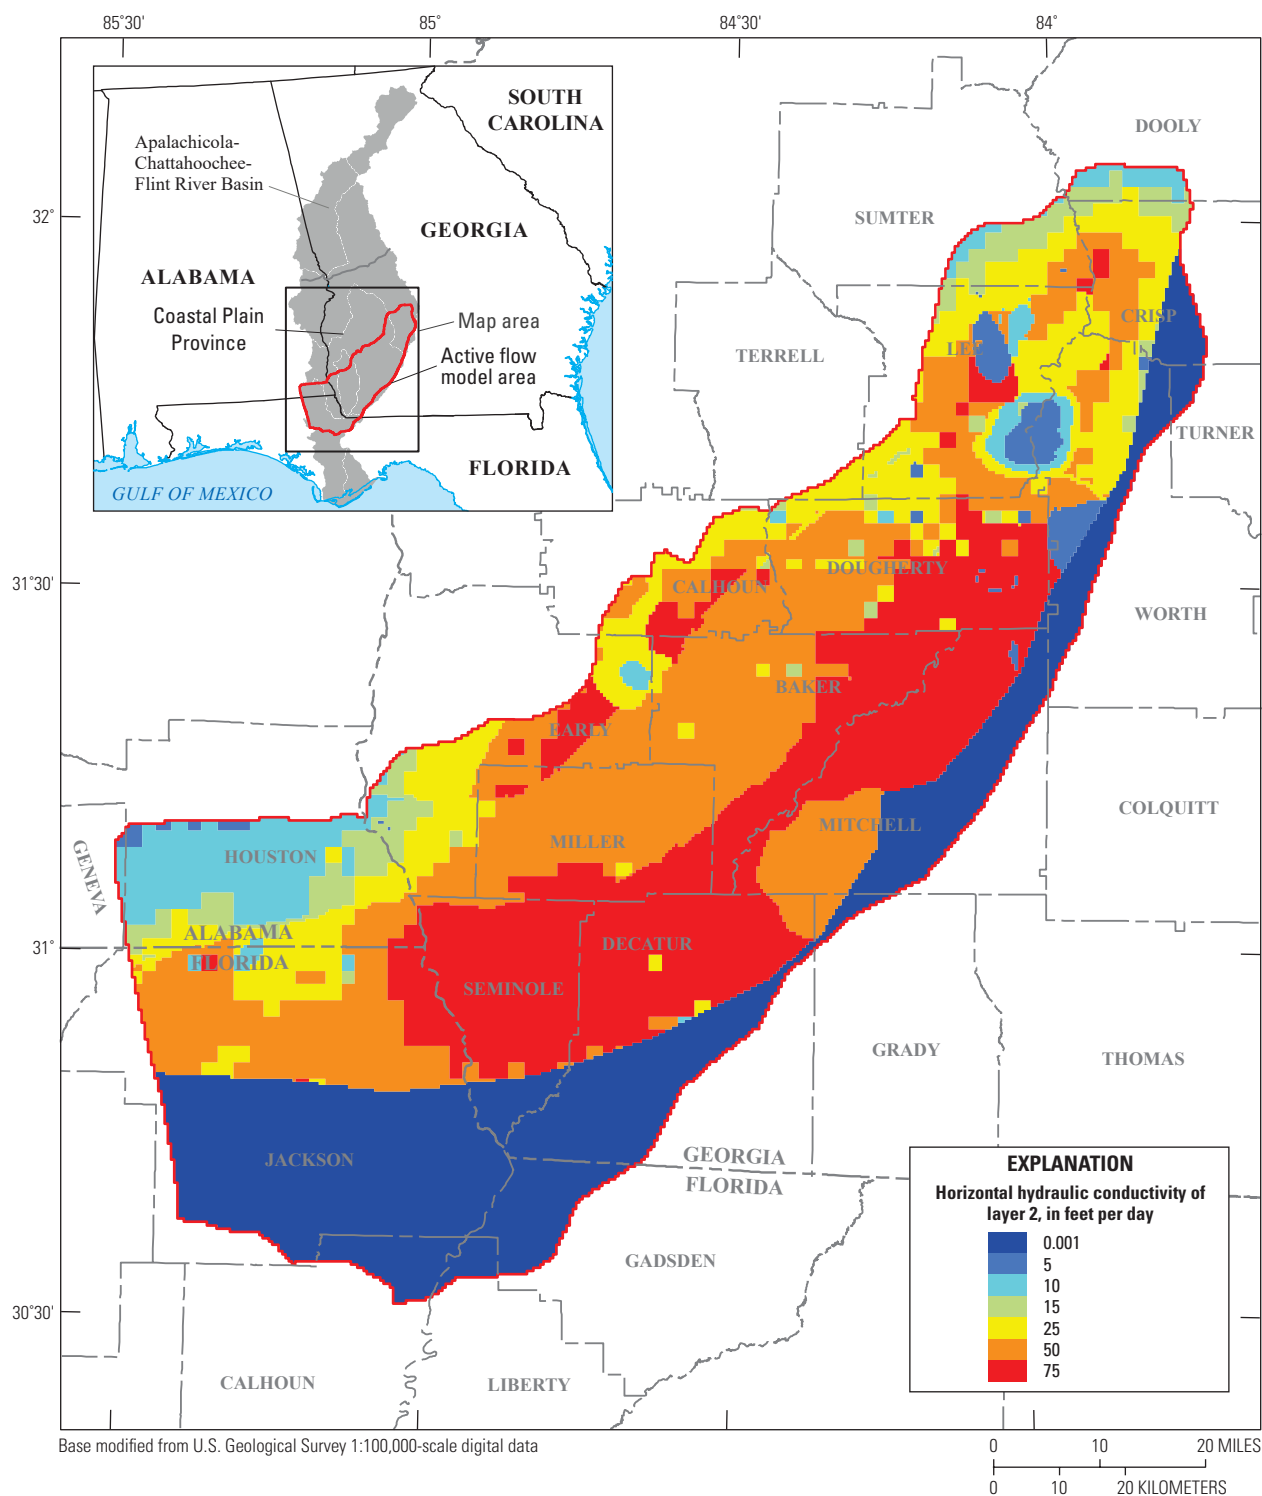 85˚30'
85˚
84˚30'
84˚
32˚
31˚30'
31˚
30˚30'
SOUTH
CAROLINA
Apalachicola-
Chattahoochee-
Flint River Basin
GEORGIA
ALABAMA
Coastal Plain
Province
Map area
Active flow
model area
FLORIDA
GULF OF MEXICO
DOOLY
SUMTER
CRISP
LEE
TERRELL
TURNER
DOUGHERTY
CALHOUN
WORTH
BAKER
EARLY
COLQUITT
MITCHELL
MILLER
HOUSTON
GENEVA
ALABAMA
FLORIDA
DECATUR
SEMINOLE
GRADY
THOMAS
JACKSON
GEORGIA
FLORIDA
GADSDEN
CALHOUN
LIBERTY
EXPLANATION
Horizontal hydraulic conductivity of
layer 2, in feet per day
0.001
5
10
15
25
50
75
Base modified from U.S. Geological Survey 1:100,000-scale digital data
0 10 20 MILES
0 10 20 KILOMETERS